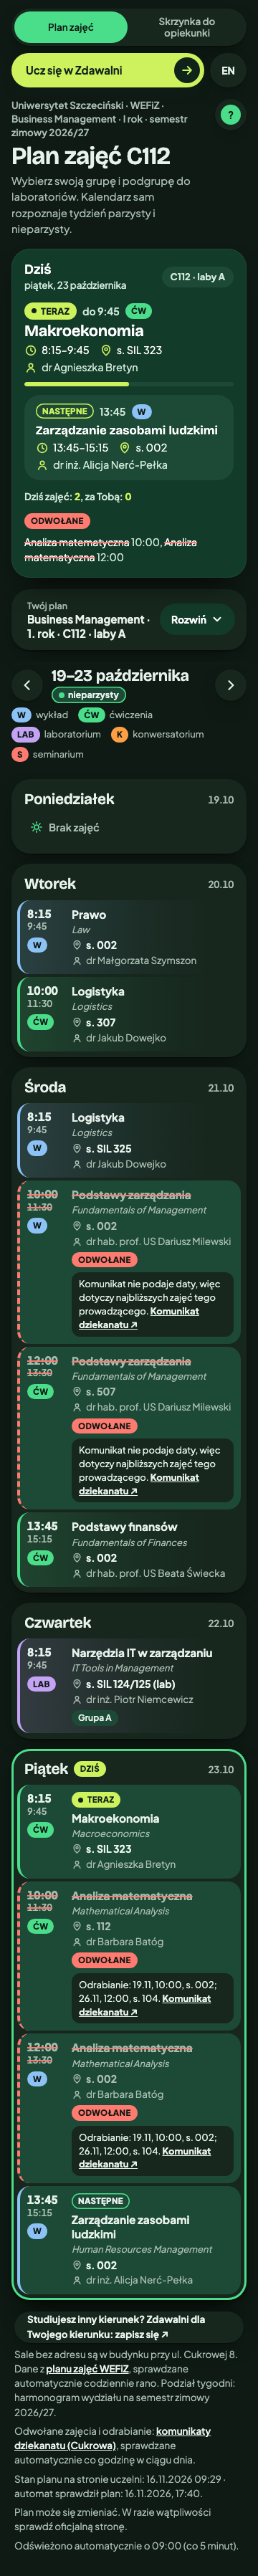 Plan zajęć
Skrzynka do
opiekunki
Ucz się w Zdawalni
EN
Uniwersytet Szczeciński · WEFiZ ·
Business Management · I rok · semestr
zimowy 2026/27
?
Plan zajęć C112
Wybierz swoją grupę i podgrupę do
laboratoriów. Kalendarz sam
rozpoznaje tydzień parzysty i
nieparzysty.
Dziś
piątek, 23 października
C112 · laby A
TERAZ do 9:45 ĆW
Makroekonomia
8:15–9:45 s. SIL 323
dr Agnieszka Bretyn
NASTĘPNE 13:45 W
Zarządzanie zasobami ludzkimi
13:45–15:15 s. 002
dr inż. Alicja Nerć-Pełka
Dziś zajęć: 2, za Tobą: 0
ODWOŁANE
Analiza matematyczna 10:00, Analiza
matematyczna 12:00
Twój plan
Business Management ·
1. rok · C112 · laby A
Rozwiń
19–23 października
nieparzysty
W wykład ĆW ćwiczenia
LAB laboratorium K konwersatorium
S seminarium
Poniedziałek 19.10
Brak zajęć
Wtorek 20.10
8:15 Prawo
9:45 Law
W s. 002
dr Małgorzata Szymszon
10:00 Logistyka
11:30 Logistics
ĆW s. 307
dr Jakub Dowejko
Środa 21.10
8:15 Logistyka
9:45 Logistics
W s. SIL 325
dr Jakub Dowejko
10:00 Podstawy zarządzania
11:30 Fundamentals of Management
W s. 002
dr hab. prof. US Dariusz Milewski
ODWOŁANE
Komunikat nie podaje daty, więc
dotyczy najbliższych zajęć tego
prowadzącego. Komunikat
dziekanatu ↗
12:00 Podstawy zarządzania
13:30 Fundamentals of Management
ĆW s. 507
dr hab. prof. US Dariusz Milewski
ODWOŁANE
Komunikat nie podaje daty, więc
dotyczy najbliższych zajęć tego
prowadzącego. Komunikat
dziekanatu ↗
13:45 Podstawy finansów
15:15 Fundamentals of Finances
ĆW s. 002
dr hab. prof. US Beata Świecka
Czwartek 22.10
8:15 Narzędzia IT w zarządzaniu
9:45 IT Tools in Management
LAB s. SIL 124/125 (lab)
dr inż. Piotr Niemcewicz
Grupa A
Piątek DZIŚ 23.10
8:15 TERAZ
9:45 Makroekonomia
ĆW Macroeconomics
s. SIL 323
dr Agnieszka Bretyn
10:00 Analiza matematyczna
11:30 Mathematical Analysis
ĆW s. 112
dr Barbara Batóg
ODWOŁANE
Odrabianie: 19.11, 10:00, s. 002;
26.11, 12:00, s. 104. Komunikat
dziekanatu ↗
12:00 Analiza matematyczna
13:30 Mathematical Analysis
W s. 002
dr Barbara Batóg
ODWOŁANE
Odrabianie: 19.11, 10:00, s. 002;
26.11, 12:00, s. 104. Komunikat
dziekanatu ↗
13:45 NASTĘPNE
15:15 Zarządzanie zasobami
W ludzkimi
Human Resources Management
s. 002
dr inż. Alicja Nerć-Pełka
Studiujesz inny kierunek? Zdawalni dla
Twojego kierunku: zapisz się ↗
Sale bez adresu są w budynku przy ul. Cukrowej 8.
Dane z planu zajęć WEFiZ, sprawdzane
automatycznie codziennie rano. Podział tygodni:
harmonogram wydziału na semestr zimowy
2026/27.
Odwołane zajęcia i odrabianie: komunikaty
dziekanatu (Cukrowa), sprawdzane
automatycznie co godzinę w ciągu dnia.
Stan planu na stronie uczelni: 16.11.2026 09:29 ·
automat sprawdził plan: 16.11.2026, 17:40.
Plan może się zmieniać. W razie wątpliwości
sprawdź oficjalną stronę.
Odświeżono automatycznie o 09:00 (co 5 minut).